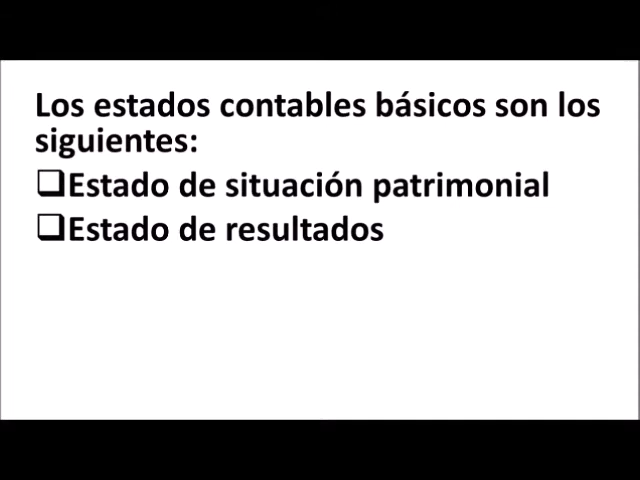 Los estados contables básicos son los
siguientes:
❑Estado de situación patrimonial
❑Estado de resultados